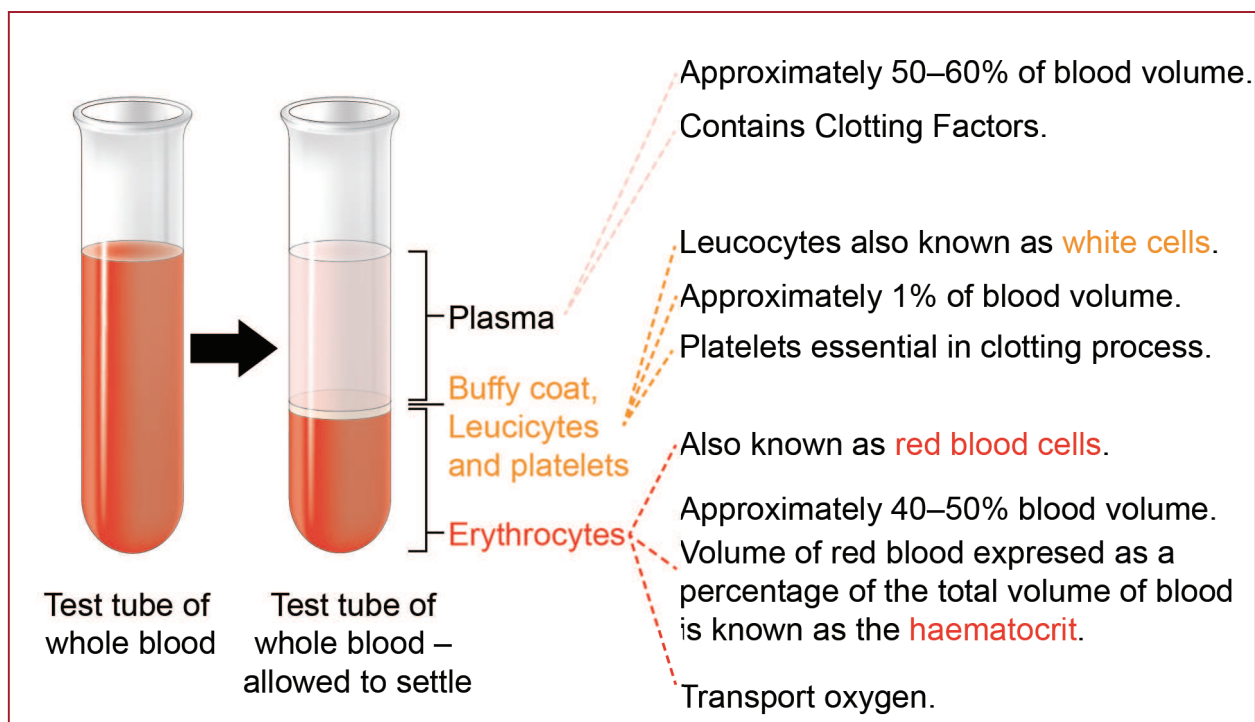 Approximately 50–60% of blood volume.
Contains Clotting Factors.
Leucocytes also known as white cells.
Approximately 1% of blood volume.
Platelets essential in clotting process.
Plasma
Buffy coat,
Leucicytes
and platelets
Erythrocytes
Also known as red blood cells.
Approximately 40–50% blood volume.
Volume of red blood expresed as a
percentage of the total volume of blood
is known as the haematocrit.
Transport oxygen.
Test tube of
whole blood
Test tube of
whole blood –
allowed to settle